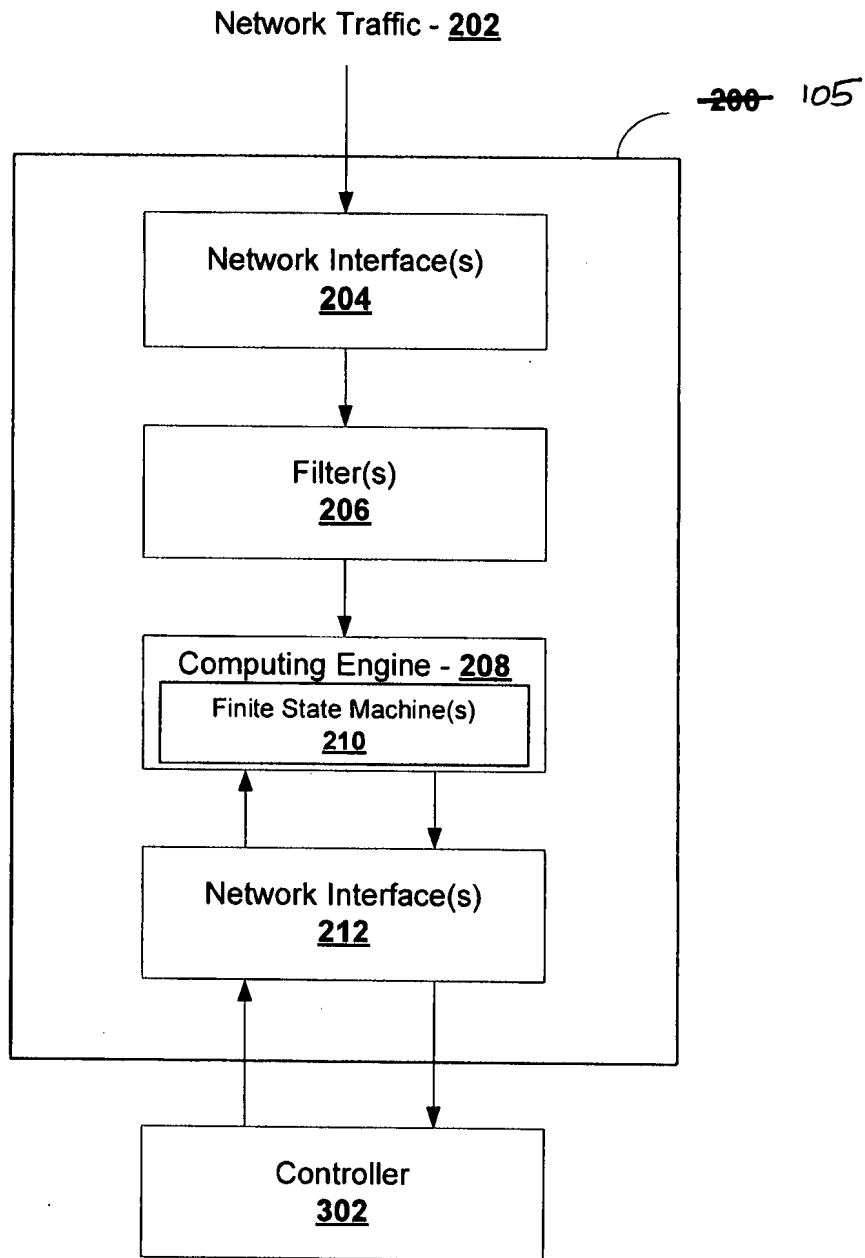 Network Traffic - 202
200 105
Network Interface(s)
204
Filter(s)
206
Computing Engine - 208
Finite State Machine(s)
210
Network Interface(s)
212
Controller
302